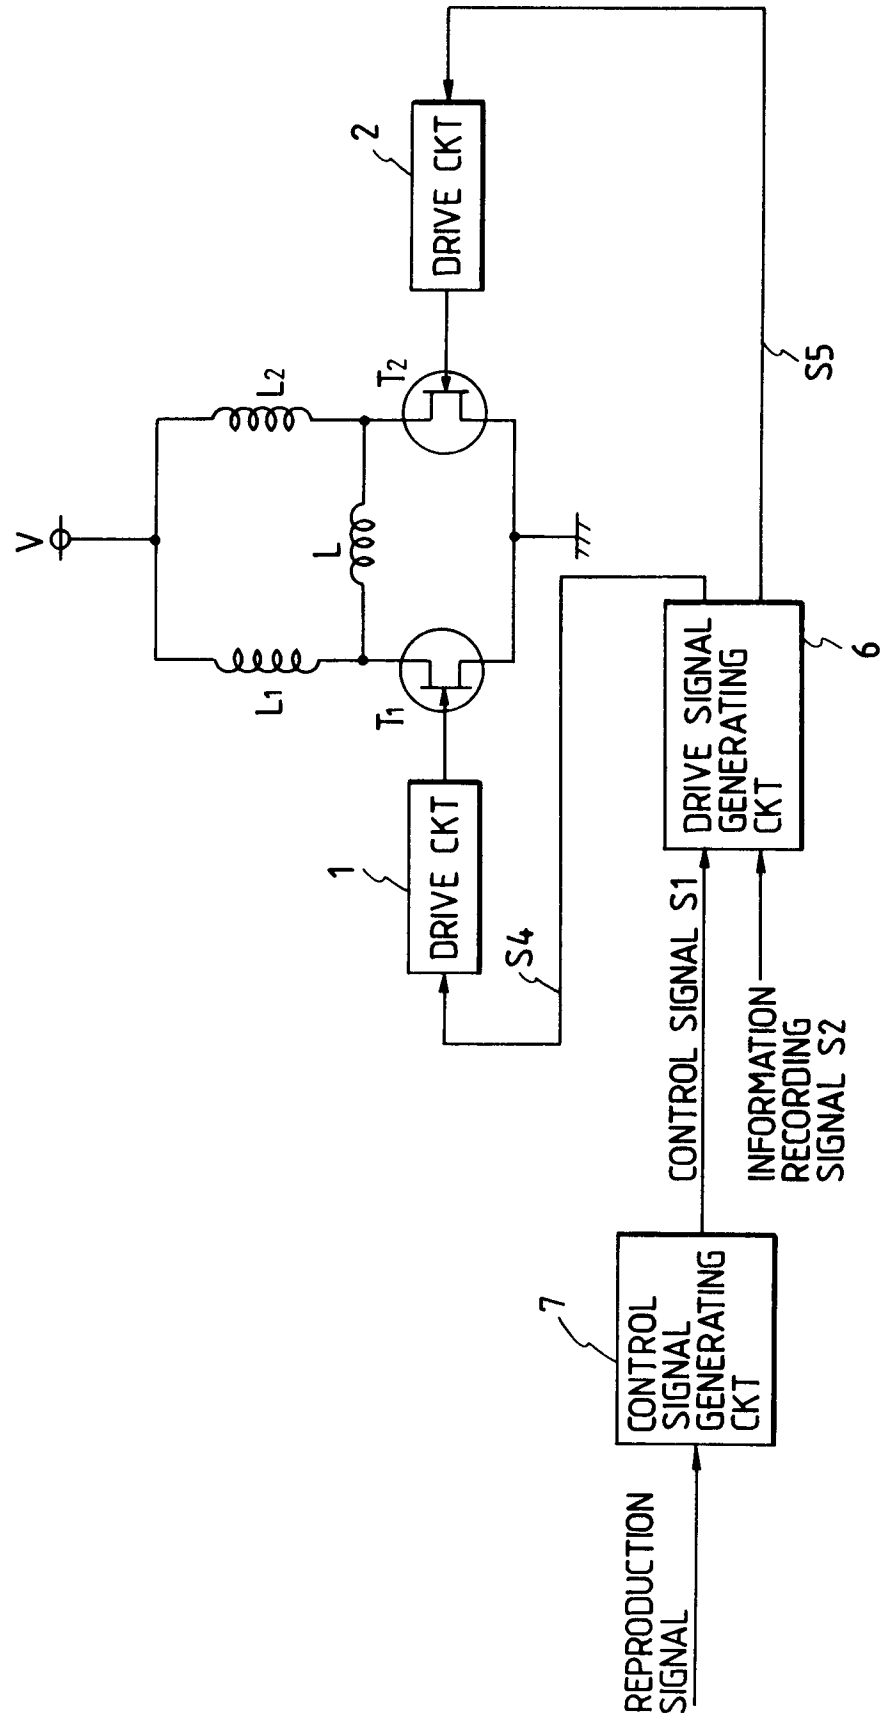 V
L1
L2
L
T1
T2
1
DRIVE CKT
2
DRIVE CKT
S4
S5
REPRODUCTION
SIGNAL
7
CONTROL
SIGNAL
GENERATING
CKT
CONTROL SIGNAL S1
INFORMATION
RECORDING
SIGNAL S2
DRIVE SIGNAL
GENERATING
CKT
6